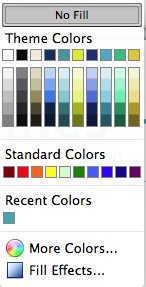 No Fill
Theme Colors
Standard Colors
Recent Colors
More Colors...
Fill Effects...